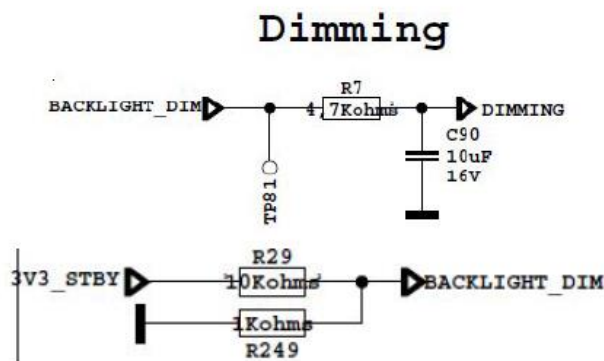 Dimming
R7
BACKLIGHT_DIM
4,7Kohms
DIMMING
C90
10uF
16V
TP81
R29
3V3_STBY
10Kohms
BACKLIGHT_DIM
1Kohms
R249